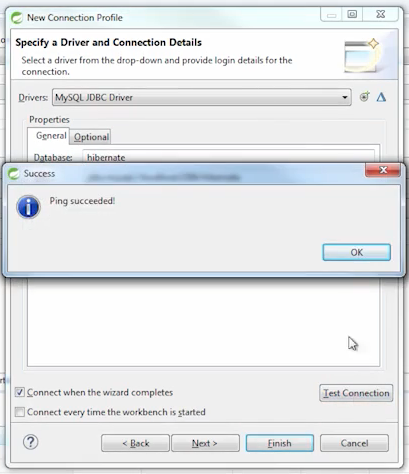 New Connection Profile
Specify a Driver and Connection Details
Select a driver from the drop-down and provide login details for the
connection.
Drivers: MySQL JDBC Driver
Properties
General Optional
Database: hibernate
Success
Ping succeeded!
OK
Connect when the wizard completes
Test Connection
Connect every time the workbench is started
< Back Next > Finish Cancel